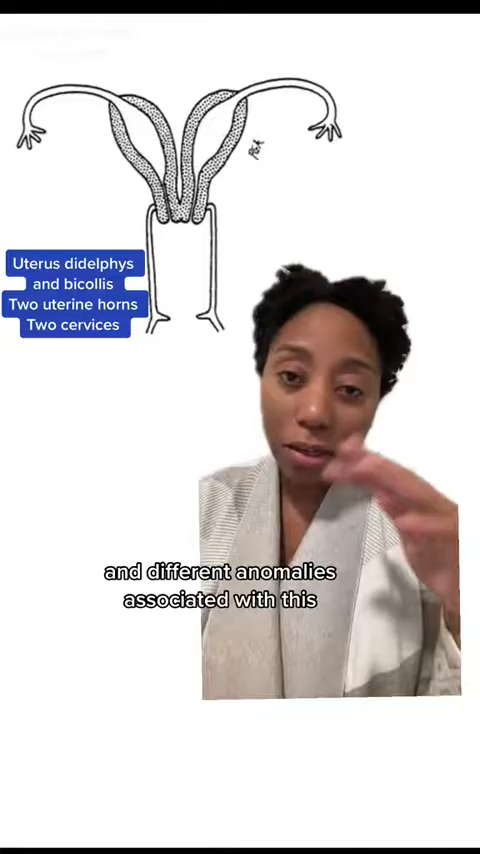 Uterus didelphys
and bicollis
Two uterine horns
Two cervices
and different anomalies
associated with this